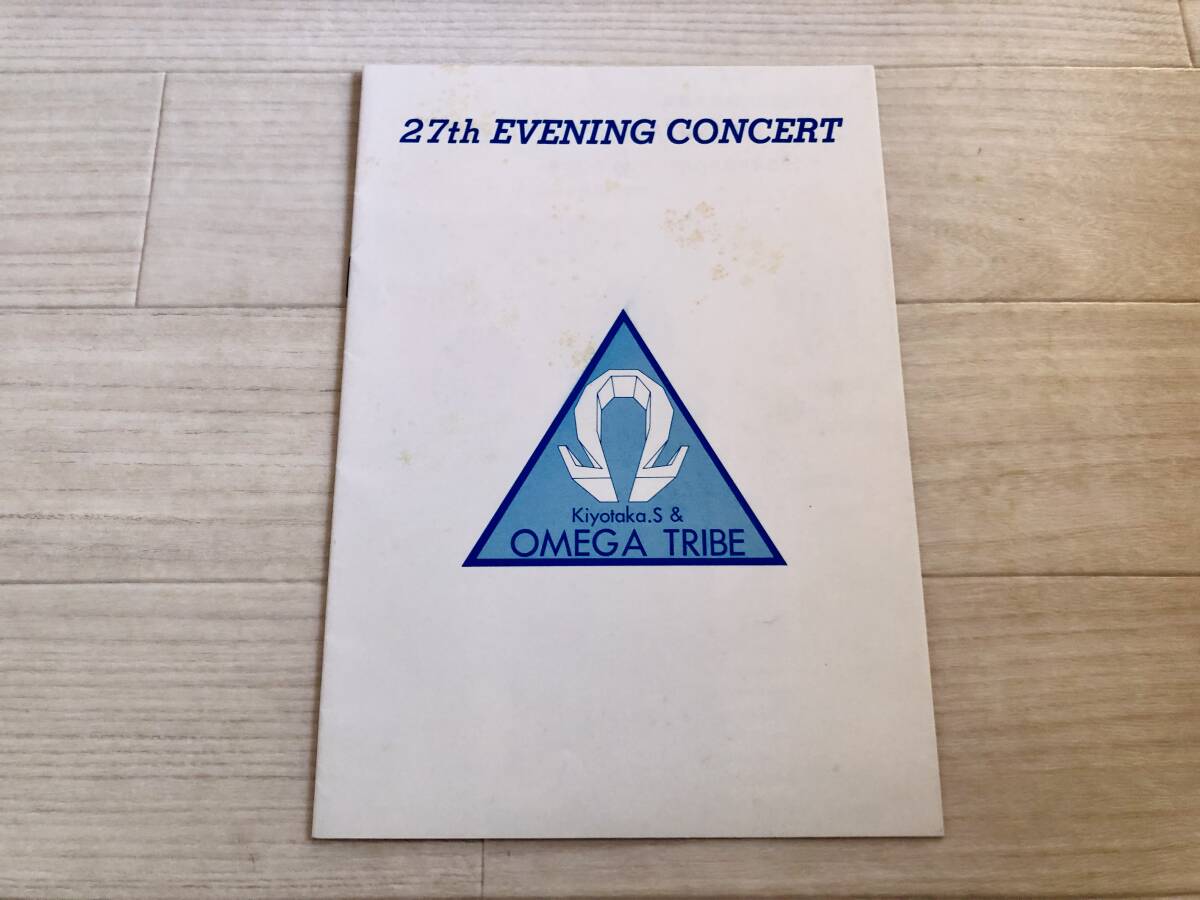 27th EVENING CONCERT
Kiyotaka.S &
OMEGA TRIBE